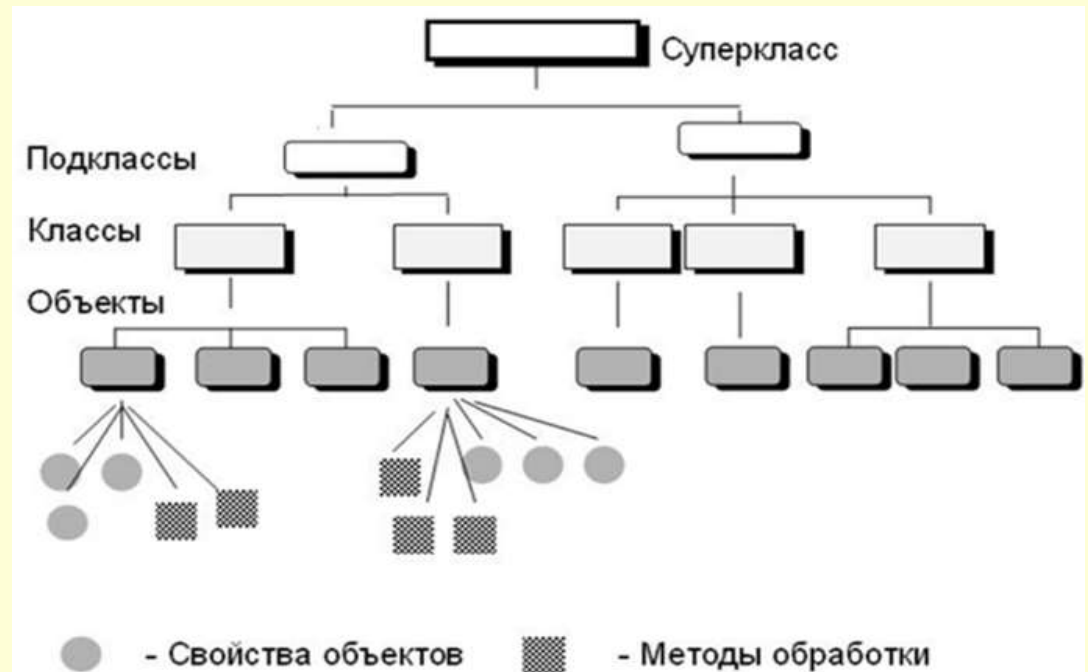 Суперкласс
Подклассы
Классы
Объекты
- Свойства объектов - Методы обработки